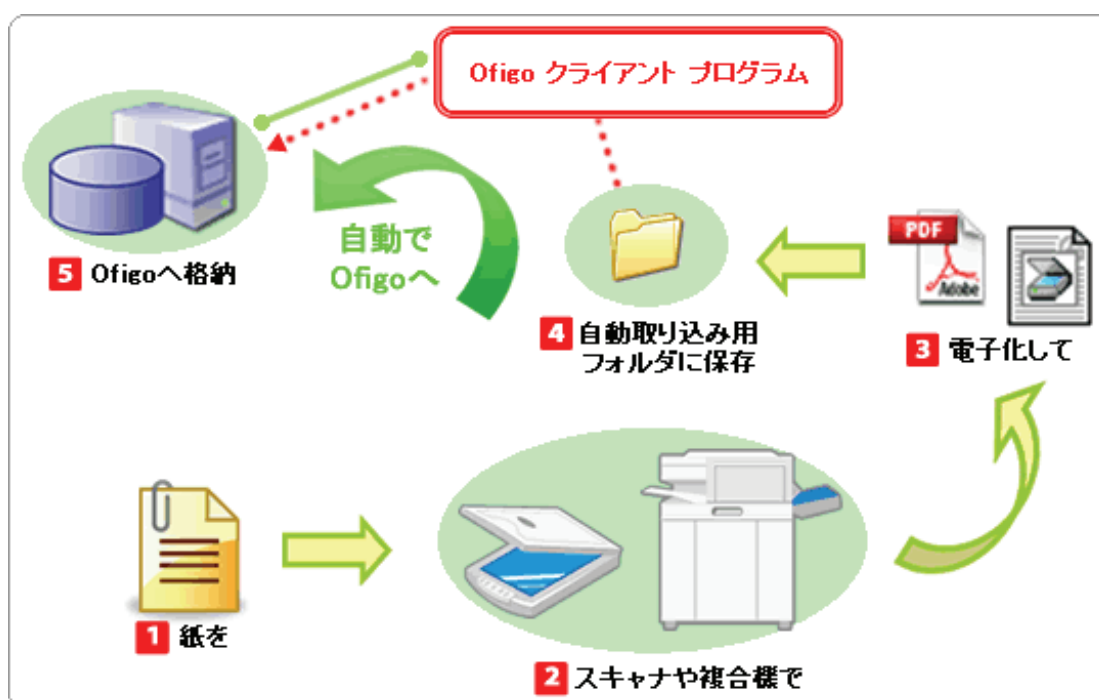 Ofigo クライアント プログラム
自動で
Ofigoへ
5 Ofigoへ格納
PDF
Adobe
4 自動取り込み用
フォルダに保存
3 電子化して
1 紙を
2 スキャナや複合機で